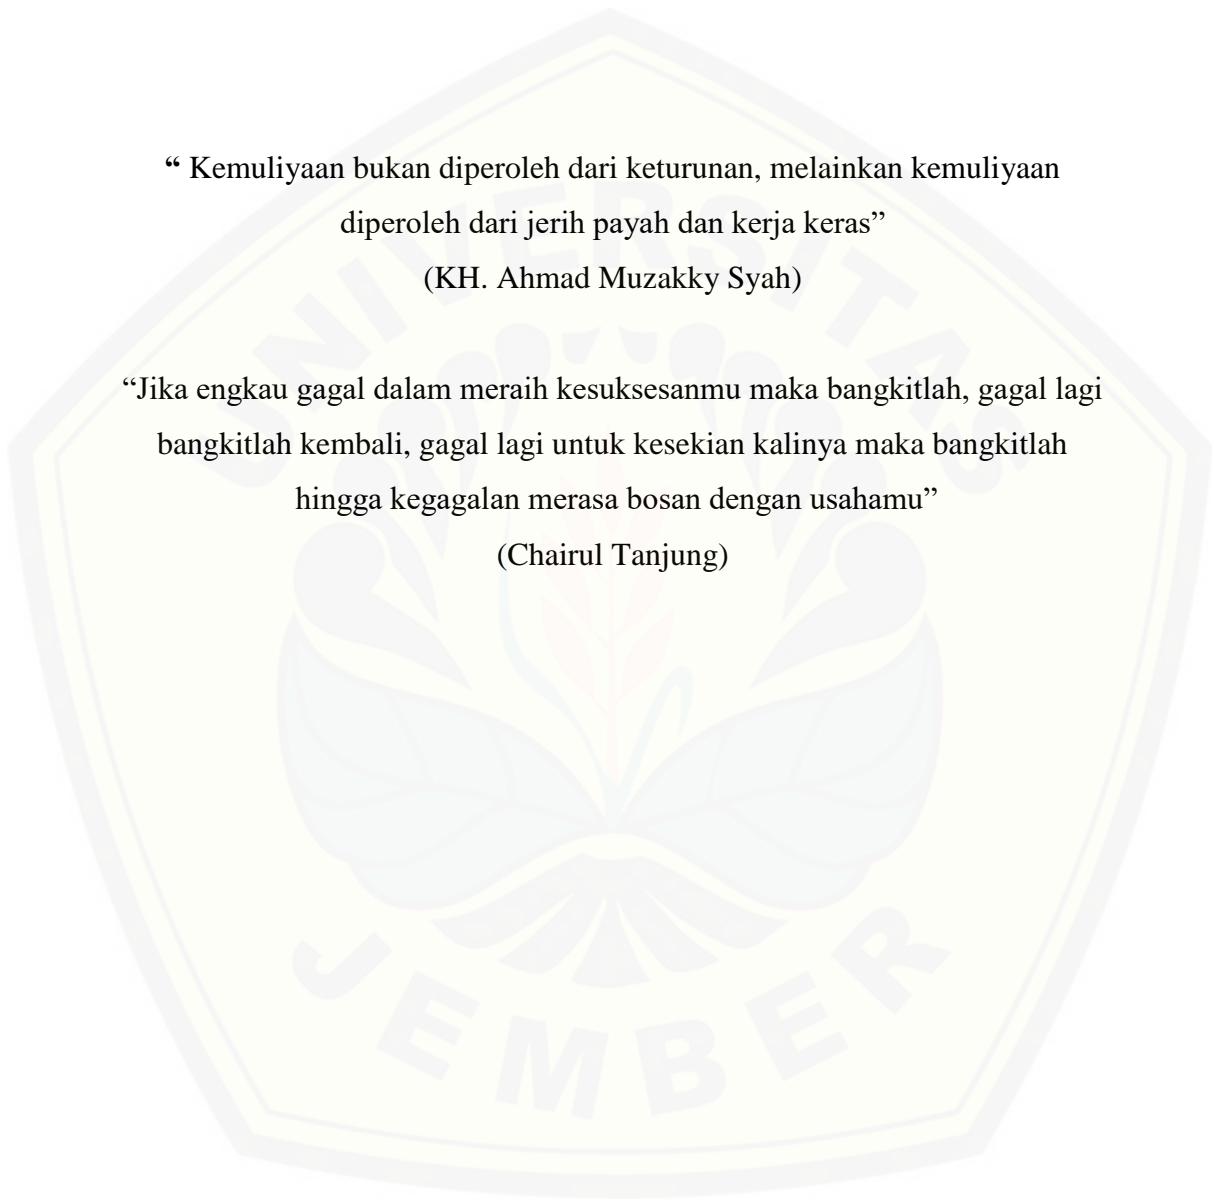 “ Kemuliyaan bukan diperoleh dari keturunan, melainkan kemuliyaan
diperoleh dari jerih payah dan kerja keras”
(KH. Ahmad Muzakky Syah)
“Jika engkau gagal dalam meraih kesuksesanmu maka bangkitlah, gagal lagi
bangkitlah kembali, gagal lagi untuk kesekian kalinya maka bangkitlah
hingga kegagalan merasa bosan dengan usahamu”
(Chairul Tanjung)
UNIVERSITAS
JEMBER